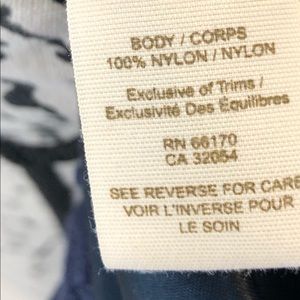 BODY / CORPS
100% NYLON / NYLON
Exclusive of Trims /
Exclusivité Des Équilibres
RN 66170
CA 32054
SEE REVERSE FOR CARE
VOIR L'INVERSE POUR
LE SOIN